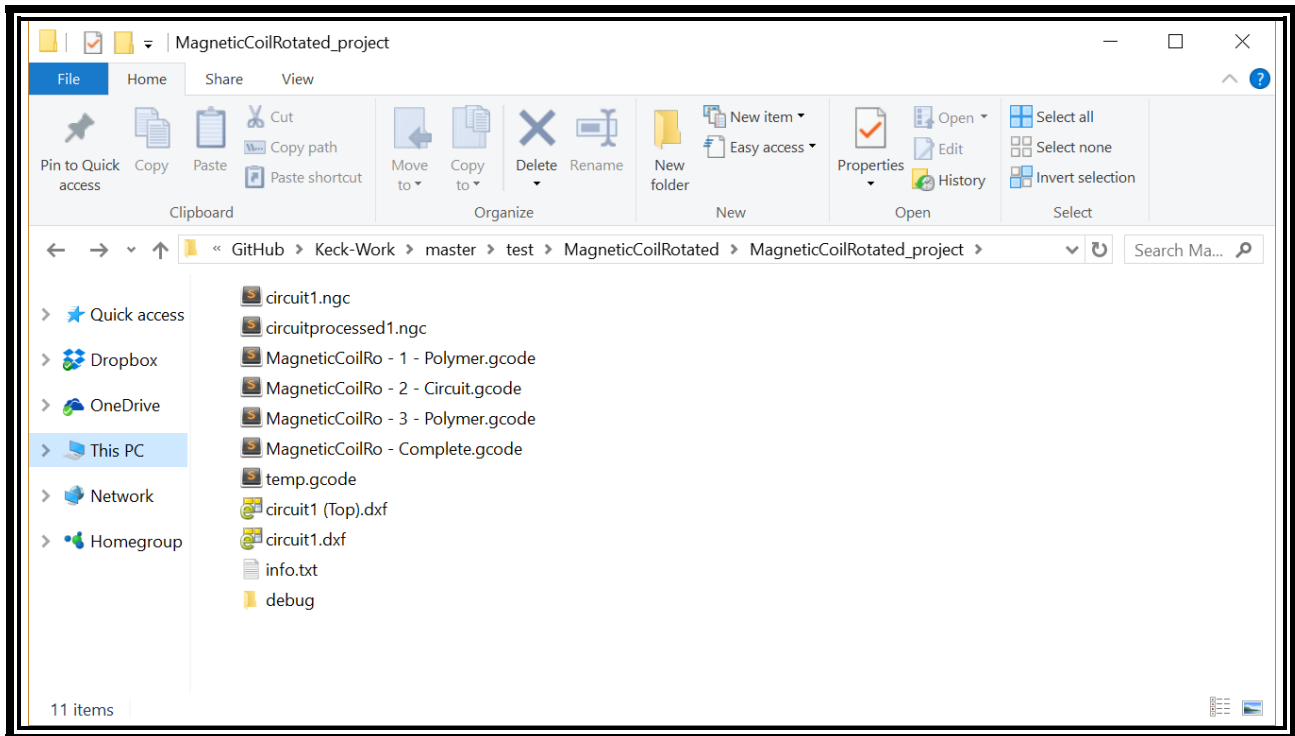 MagneticCoilRotated_project
File Home Share View
Pin to Quick access
Copy
Paste
Cut
Copy path
Paste shortcut
Clipboard
Move to
Copy to
Delete
Rename
Organize
New folder
New item
Easy access
New
Properties
Open
Edit
History
Open
Select all
Select none
Invert selection
Select
« GitHub > Keck-Work > master > test > MagneticCoilRotated > MagneticCoilRotated_project >
Search Ma...
Quick access
Dropbox
OneDrive
This PC
Network
Homegroup
circuit1.ngc
circuitprocessed1.ngc
MagneticCoilRo - 1 - Polymer.gcode
MagneticCoilRo - 2 - Circuit.gcode
MagneticCoilRo - 3 - Polymer.gcode
MagneticCoilRo - Complete.gcode
temp.gcode
circuit1 (Top).dxf
circuit1.dxf
info.txt
debug
11 items